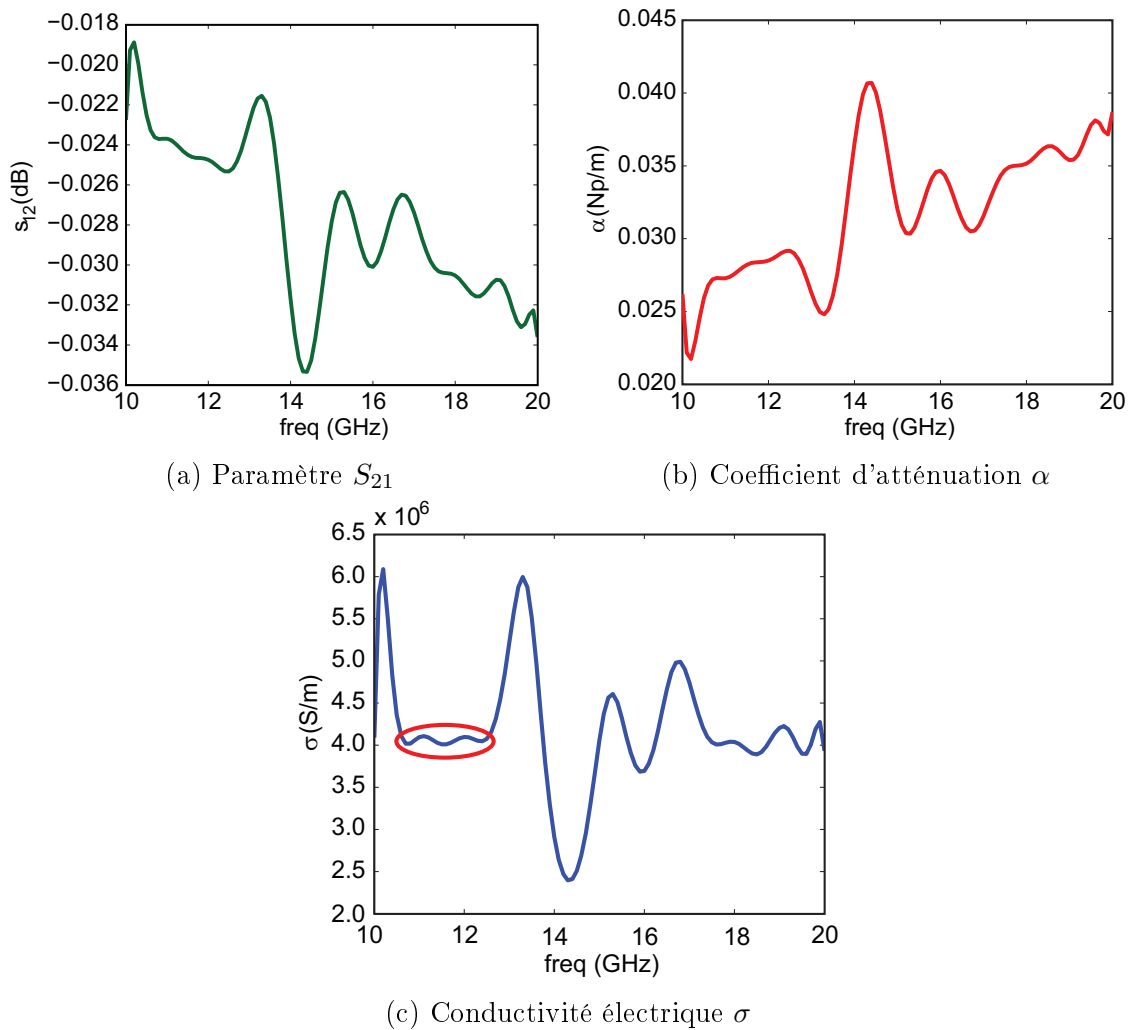 −0.018
−0.020
−0.022
−0.024
−0.026
−0.028
−0.030
−0.032
−0.034
−0.036
s12(dB)
10 12 14 16 18 20
freq (GHz)
(a) Paramètre S21
0.045
0.040
0.035
0.030
0.025
0.020
α(Np/m)
10 12 14 16 18 20
freq (GHz)
(b) Coefficient d'atténuation α
x 10^6
6.5
6.0
5.5
5.0
4.5
4.0
3.5
3.0
2.5
2.0
σ(S/m)
10 12 14 16 18 20
freq (GHz)
(c) Conductivité électrique σ